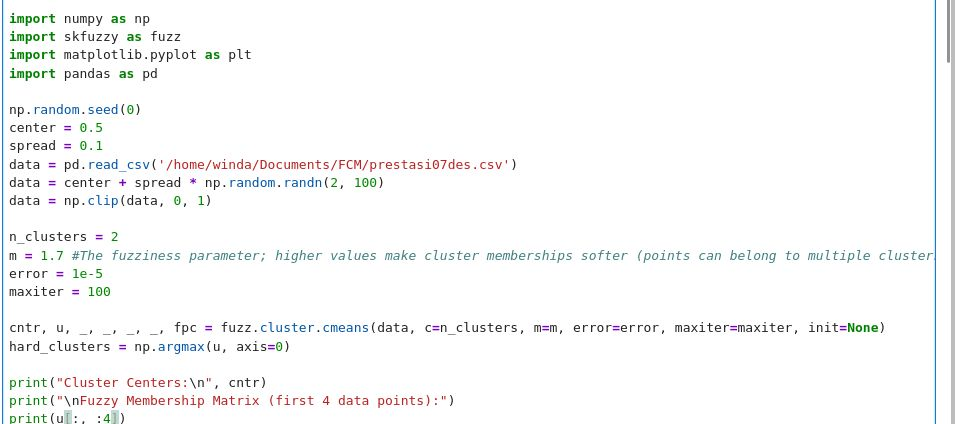 import numpy as np
import skfuzzy as fuzz
import matplotlib.pyplot as plt
import pandas as pd
np.random.seed(0)
center = 0.5
spread = 0.1
data = pd.read_csv('/home/winda/Documents/FCM/prestasi07des.csv')
data = center + spread * np.random.randn(2, 100)
data = np.clip(data, 0, 1)
n_clusters = 2
m = 1.7 #The fuzziness parameter; higher values make cluster memberships softer (points can belong to multiple cluster
error = 1e-5
maxiter = 100
cntr, u, _, _, _, _, fpc = fuzz.cluster.cmeans(data, c=n_clusters, m=m, error=error, maxiter=maxiter, init=None)
hard_clusters = np.argmax(u, axis=0)
print("Cluster Centers:\n", cntr)
print("\nFuzzy Membership Matrix (first 4 data points):")
print(u[:, :4])